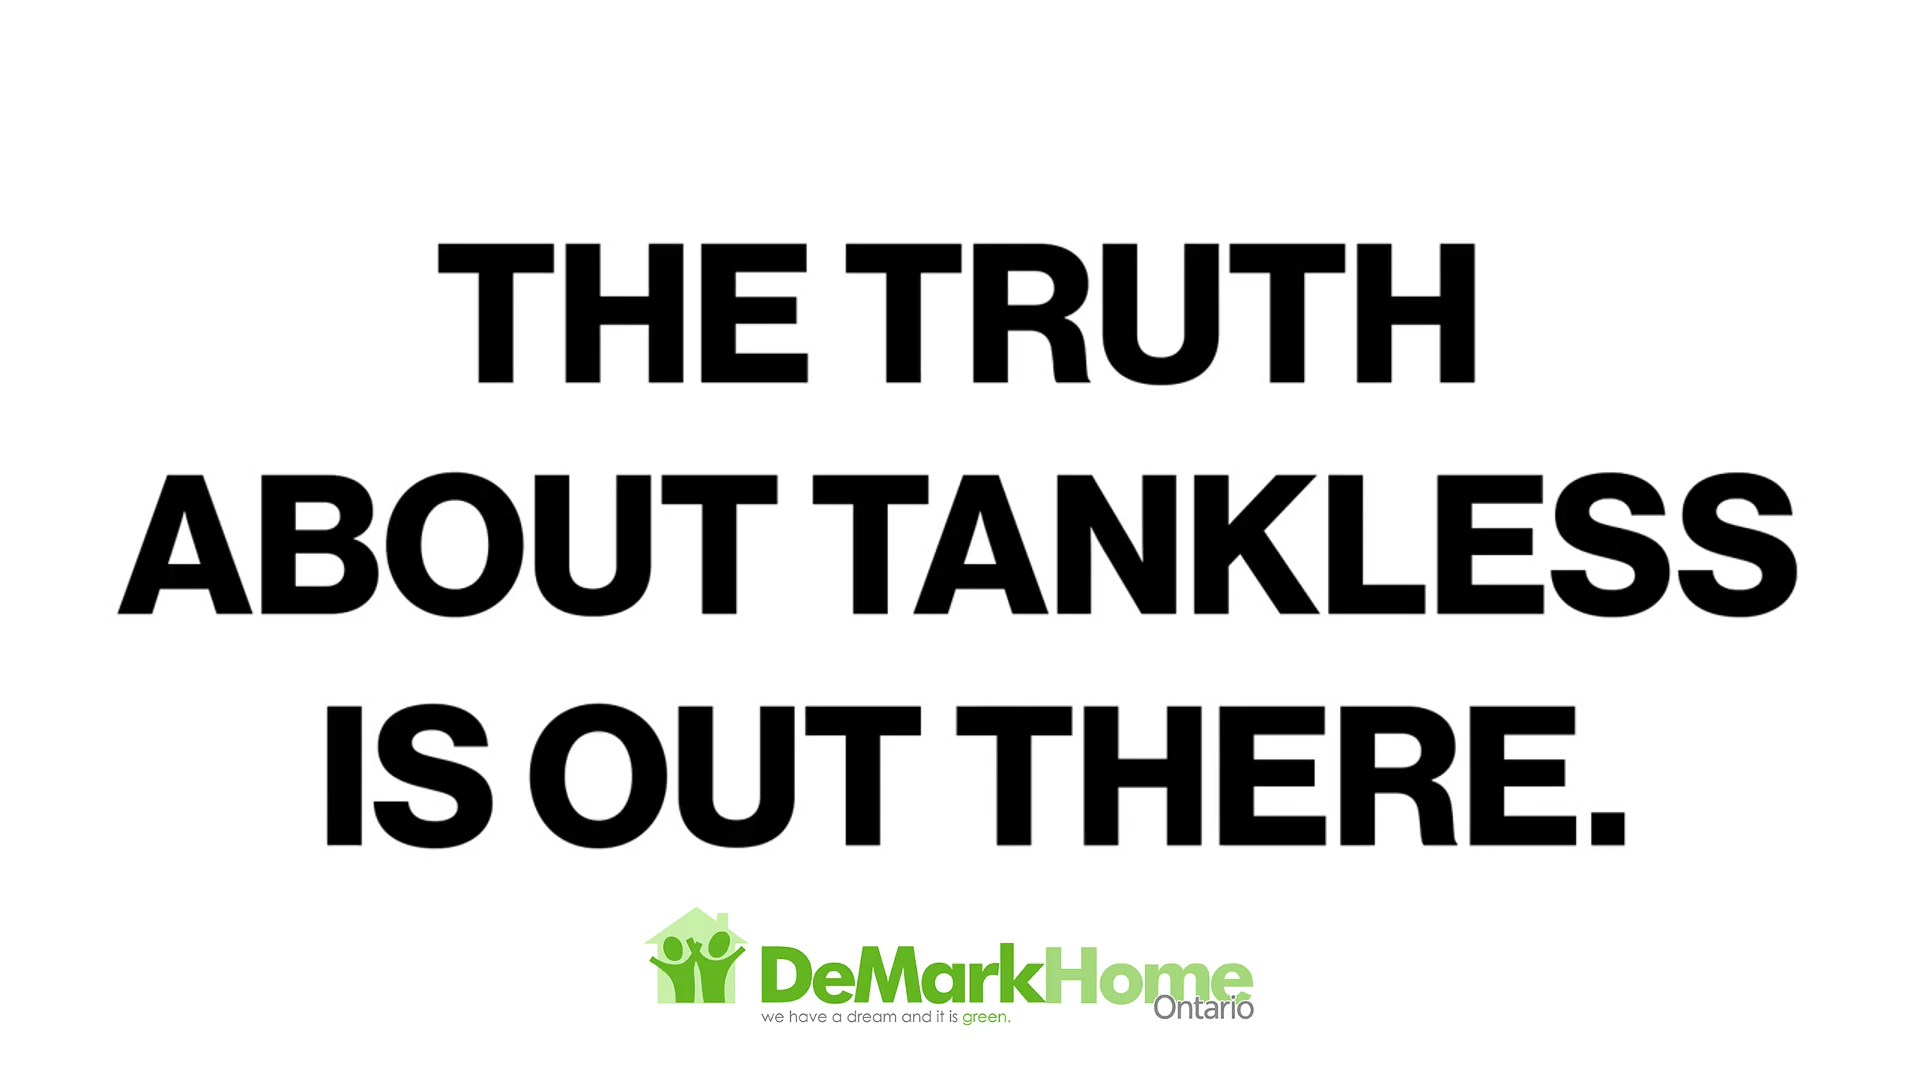 THE TRUTH
ABOUT TANKLESS
IS OUT THERE.
DeMarkHome
Ontario
we have a dream and it is green.